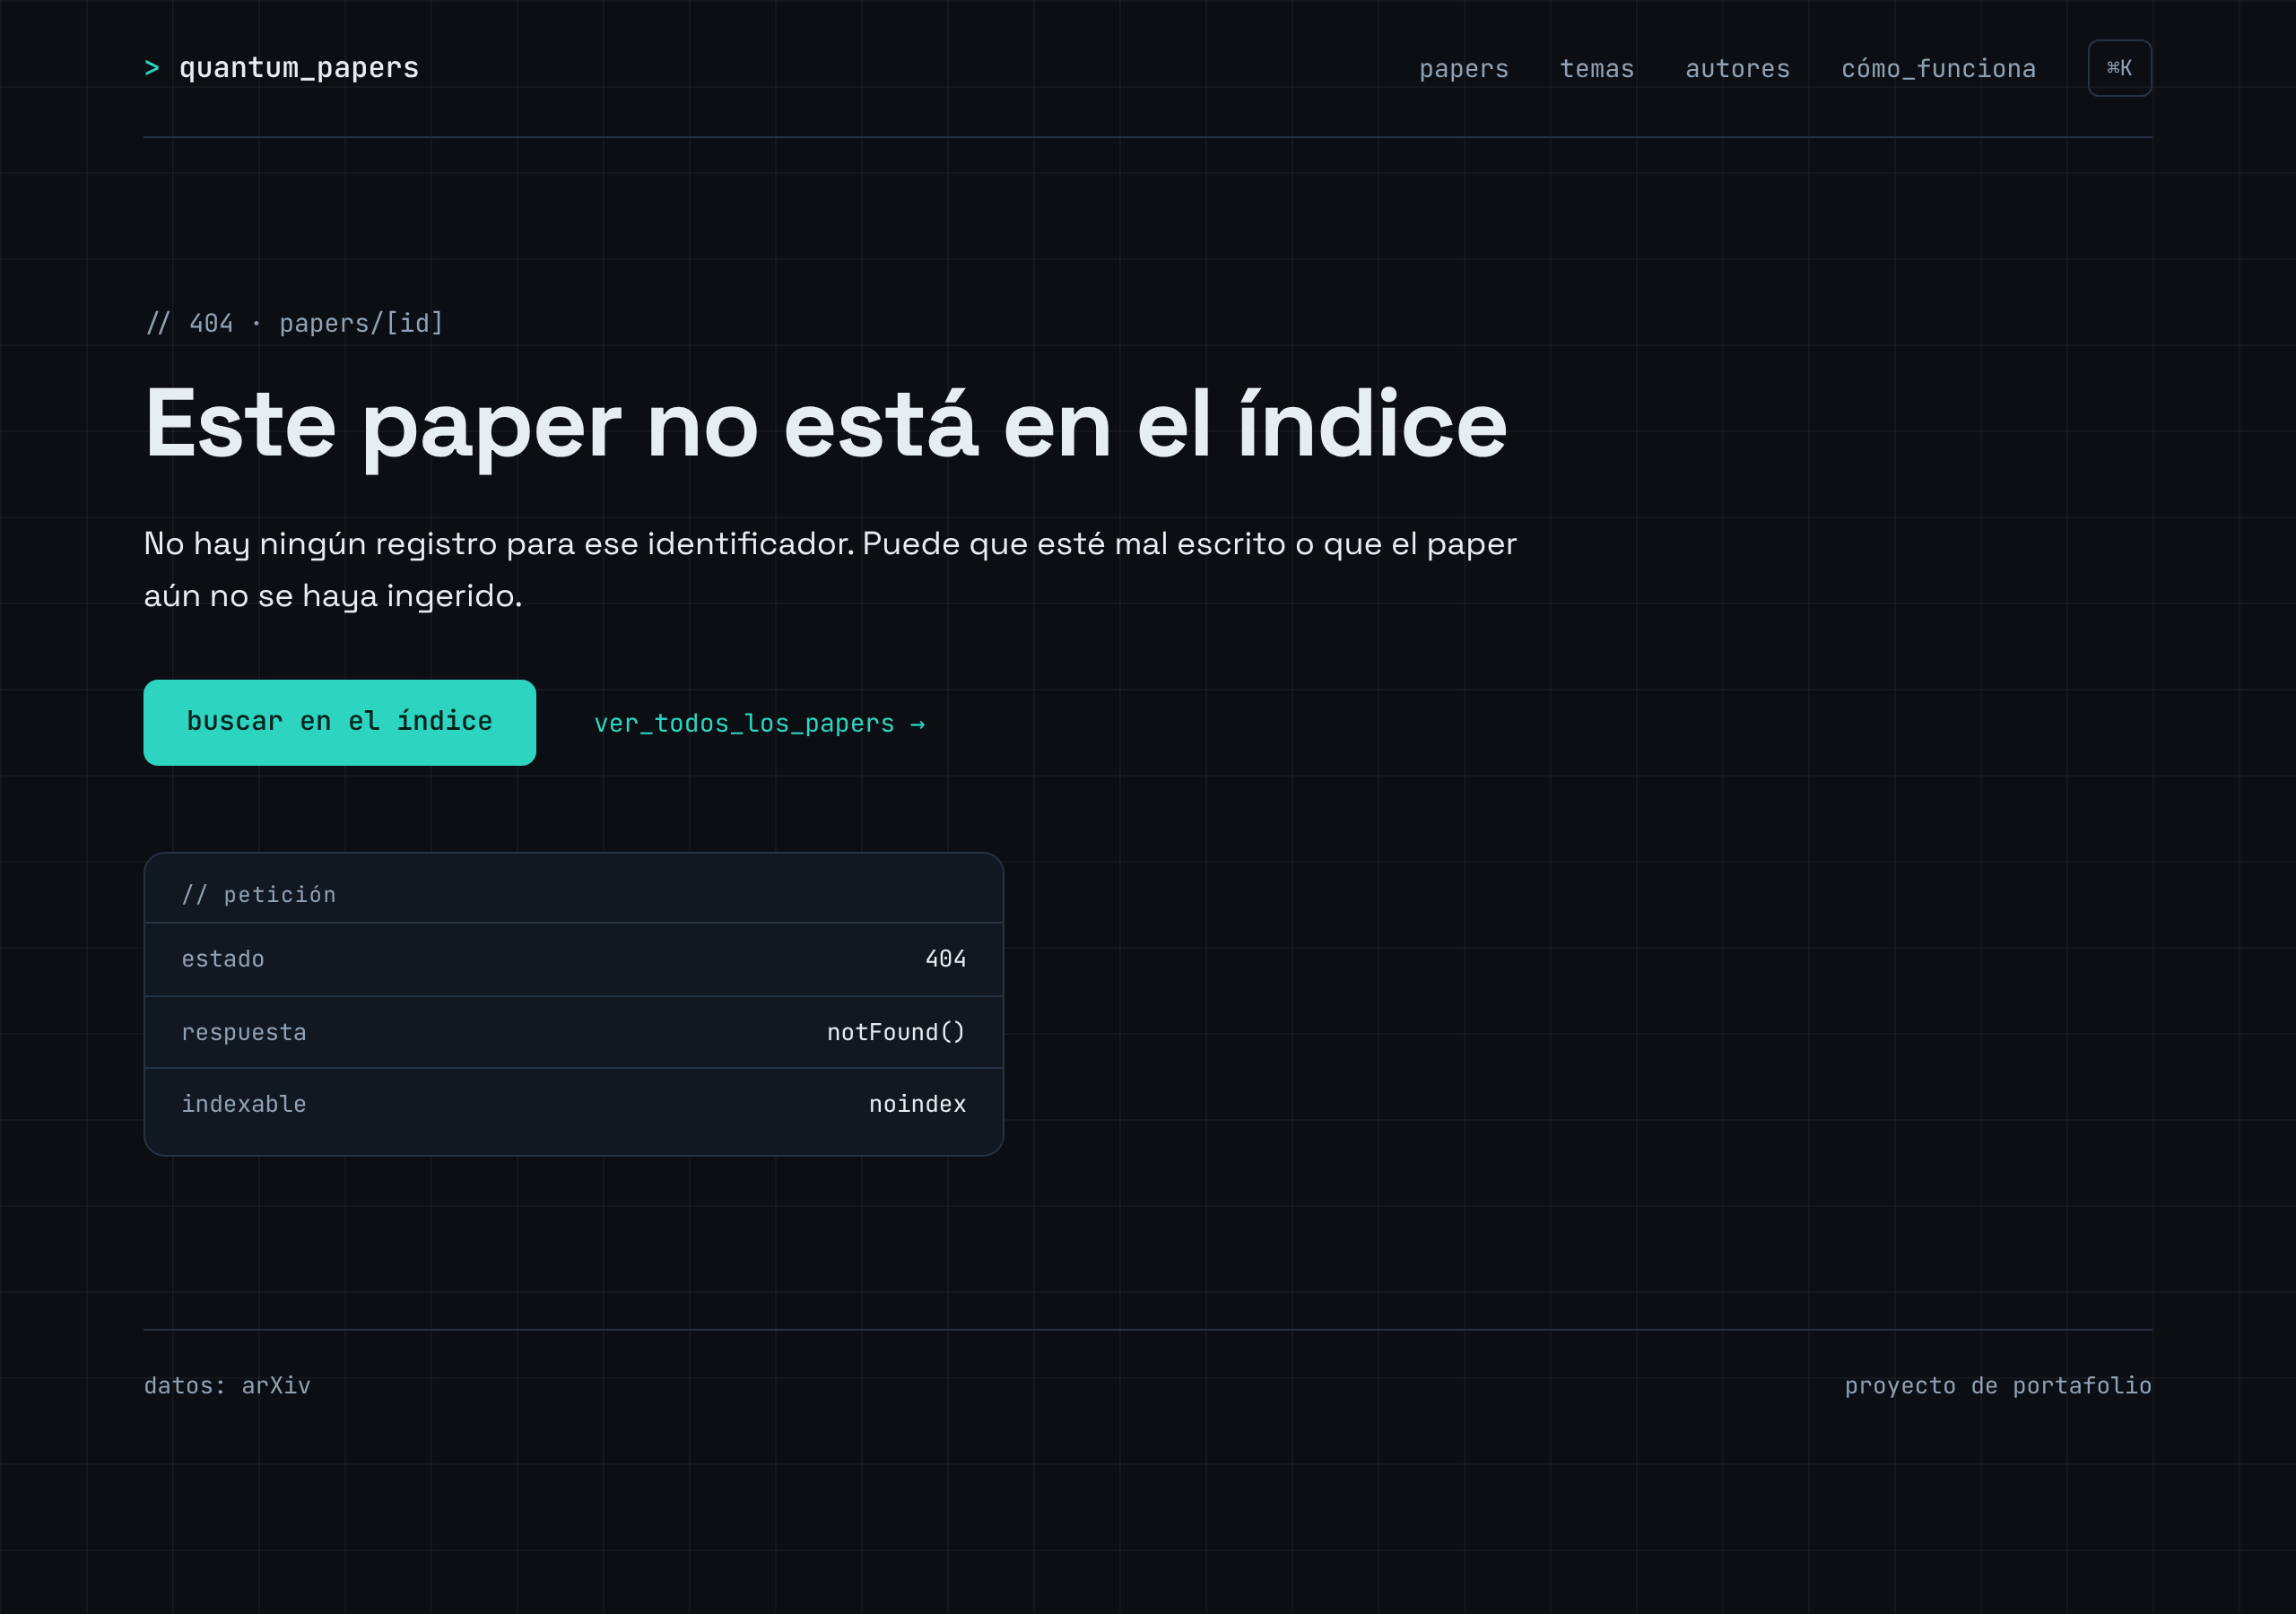 > quantum_papers
papers temas autores cómo_funciona ⌘K
// 404 · papers/[id]
Este paper no está en el índice
No hay ningún registro para ese identificador. Puede que esté mal escrito o que el paper
aún no se haya ingerido.
buscar en el índice ver_todos_los_papers →
// petición
estado 404
respuesta notFound()
indexable noindex
datos: arXiv proyecto de portafolio